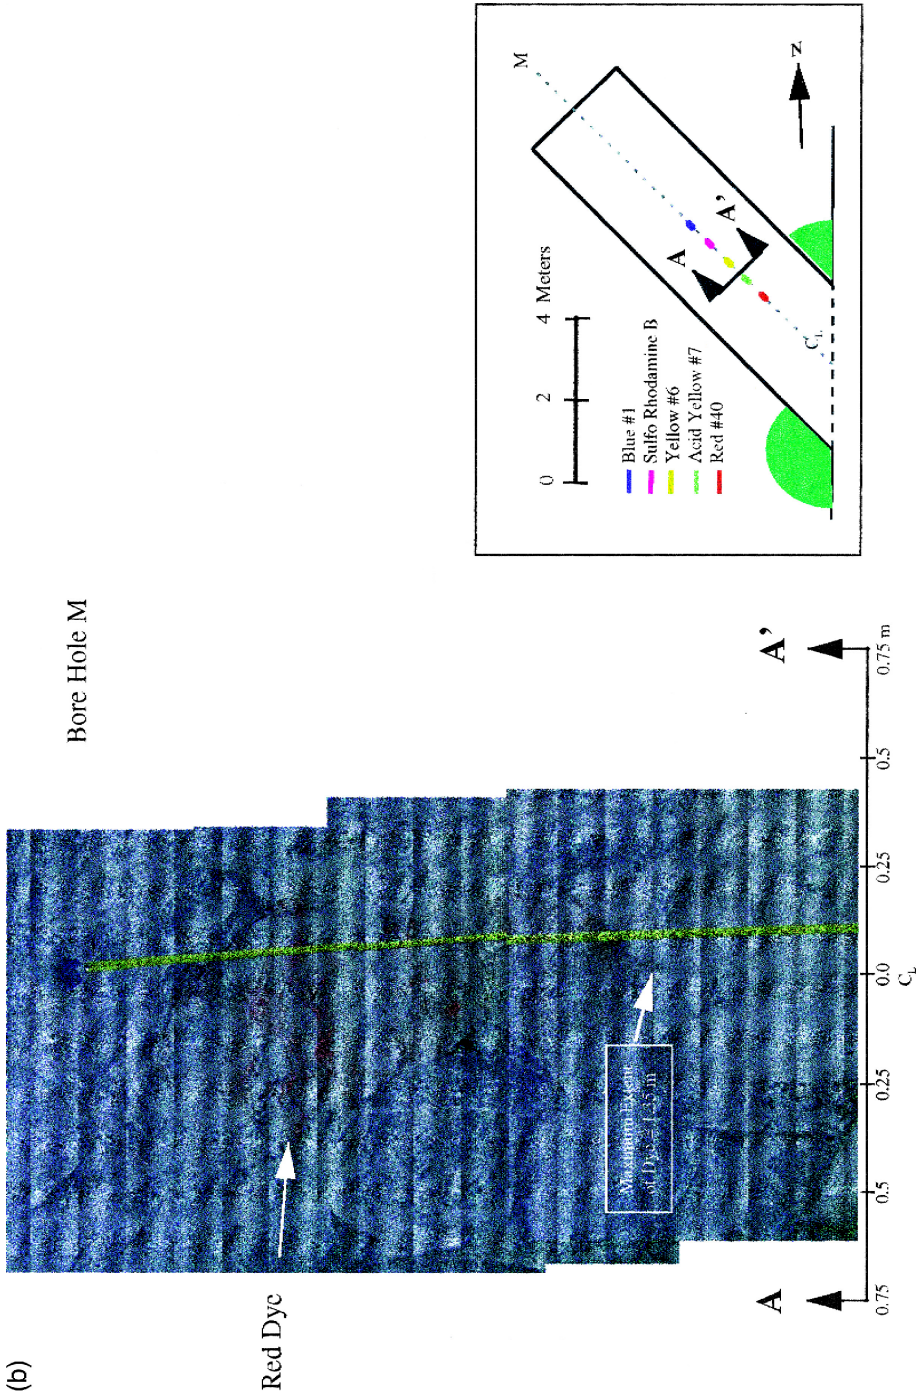 (b)
Bore Hole M
Red Dyc
Maximum Extent
of Dye = 1.35 m
A
A'
0.75
0.5
0.25
0.0
0.25
0.5
0.75 m
CL
M
0
2
4 Meters
Blue #1
Sulfo Rhodamine B
Yellow #6
Acid Yellow #7
Red #40
A
A'
CL
N